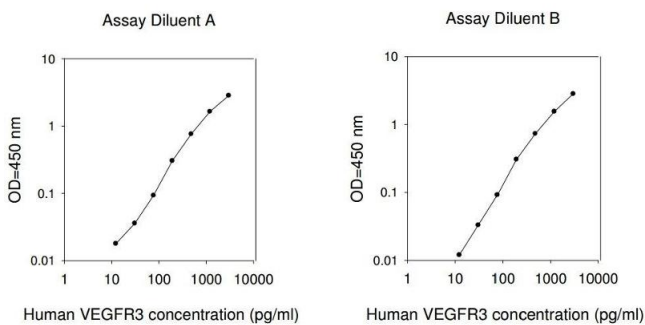 Assay Diluent A
10
1
0.1
0.01
OD=450 nm
1 10 100 1000 10000
Human VEGFR3 concentration (pg/ml)
Assay Diluent B
10
1
0.1
0.01
OD=450 nm
1 10 100 1000 10000
Human VEGFR3 concentration (pg/ml)